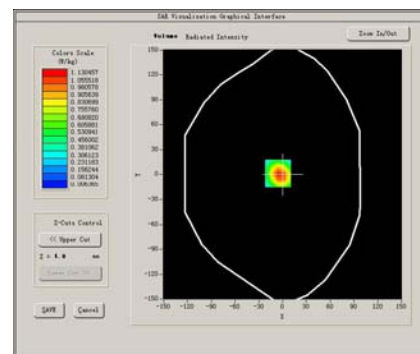 SAR Visualisation Graphical Interface
Volume Radiated Intensity
Zoom In/Out
Colors Scale
(W/kg)
1.130457
1.055518
0.980578
0.905639
0.830699
0.755760
0.680820
0.605881
0.530941
0.456002
0.381062
0.306123
0.231183
0.156244
0.081304
0.006365
Z-Cuts Control
<< Upper Cut
Z = 4.0 mm
Lower Cut >>
SAVE Cancel
150
120
90
60
30
Y 0
-30
-60
-90
-120
-150
-150 -120 -90 -60 -30 0 30 60 90 120 150
X